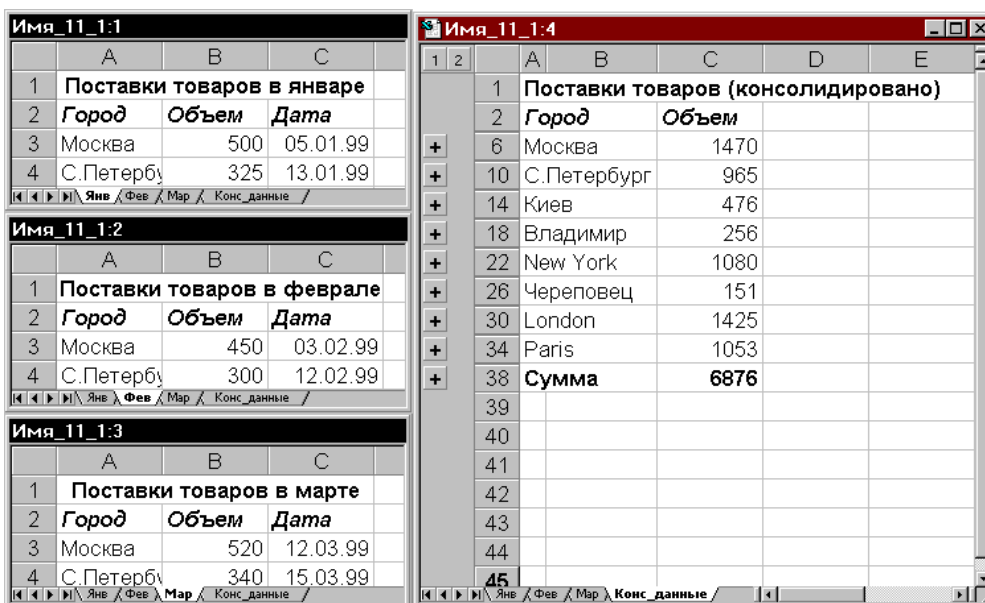 Имя_11_1:1
A B C
1 Поставки товаров в январе
2 Город Объем Дата
3 Москва 500 05.01.99
4 С.Петербу 325 13.01.99
Янв Фев Мар Конс_данные
Имя_11_1:2
A B C
1 Поставки товаров в феврале
2 Город Объем Дата
3 Москва 450 03.02.99
4 С.Петербу 300 12.02.99
Янв Фев Мар Конс_данные
Имя_11_1:3
A B C
1 Поставки товаров в марте
2 Город Объем Дата
3 Москва 520 12.03.99
4 С.Петербу 340 15.03.99
Янв Фев Мар Конс_данные
Имя_11_1:4
1 2 A B C D E
1 Поставки товаров (консолидировано)
2 Город Объем
+ 6 Москва 1470
+ 10 С.Петербург 965
+ 14 Киев 476
+ 18 Владимир 256
+ 22 New York 1080
+ 26 Череповец 151
+ 30 London 1425
+ 34 Paris 1053
+ 38 Сумма 6876
39
40
41
42
43
44
45
Янв Фев Мар Конс_данные